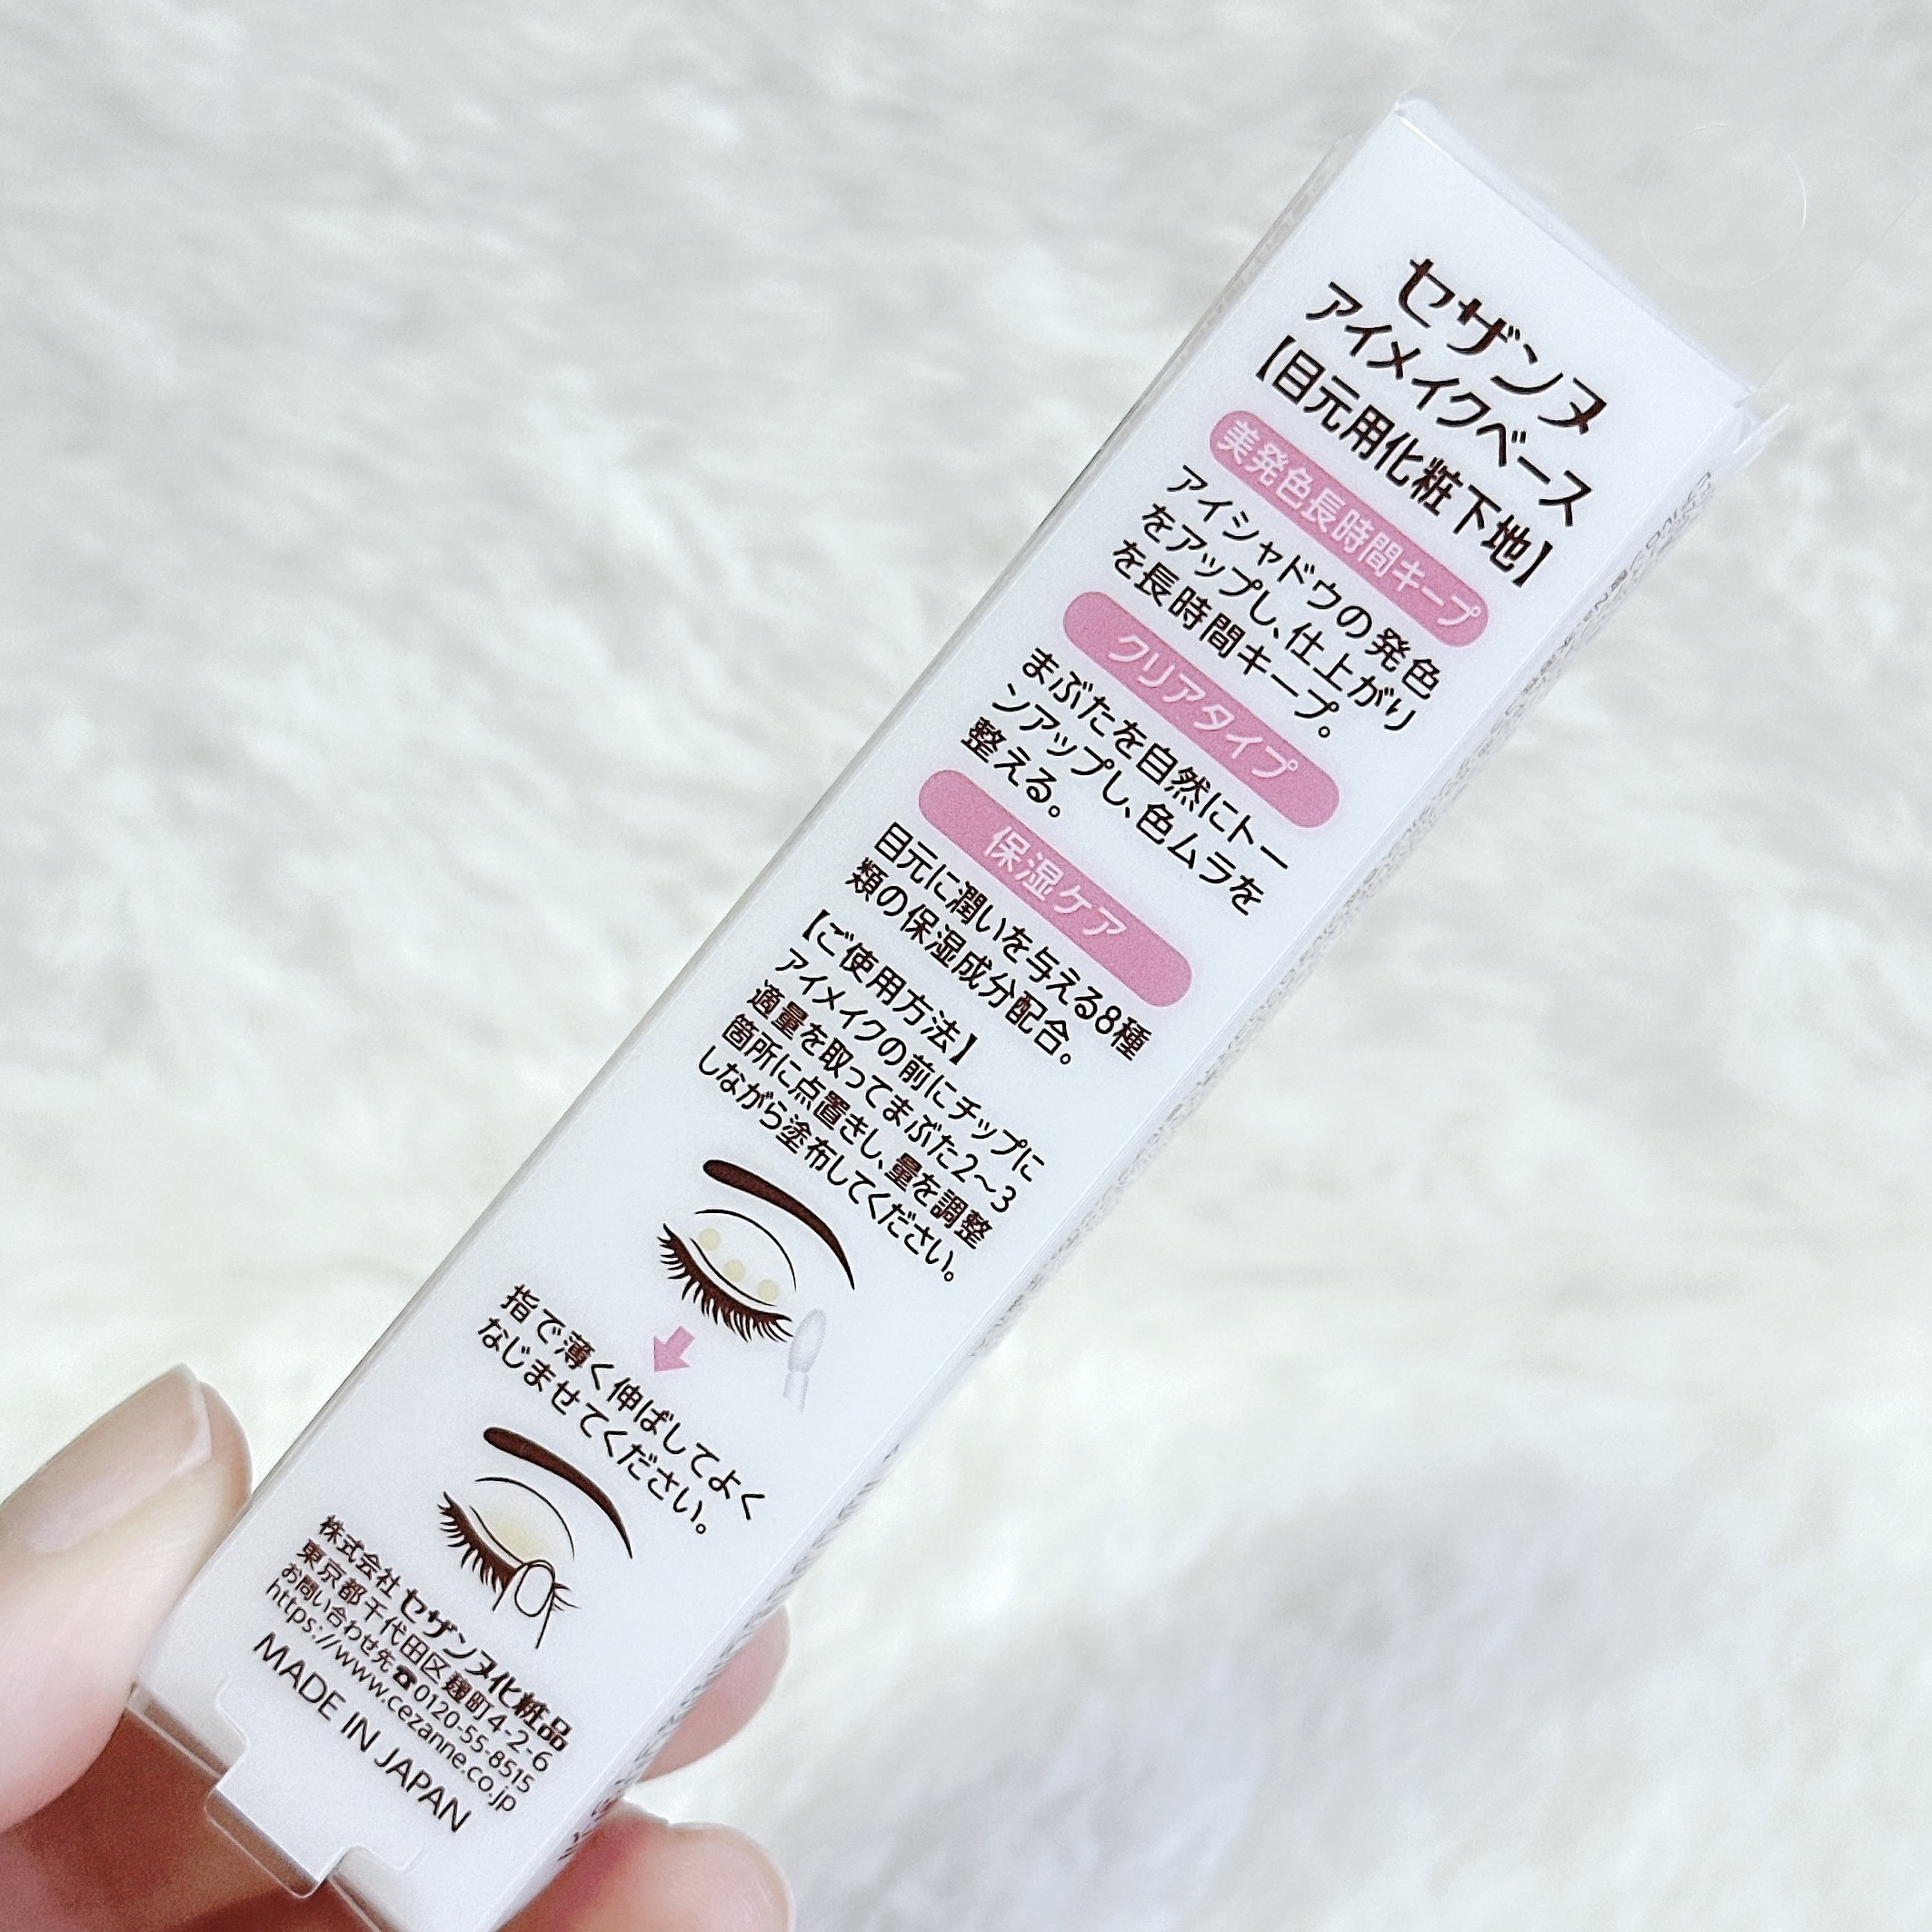 セザンヌ
アイメイクベース
【目元用化粧下地】
美発色長時間キープ
アイシャドウの発色
をアップし、仕上がり
を長時間キープ。
クリアタイプ
まぶたを自然にトー
ンアップし、色ムラを
整える。
保湿ケア
目元に潤いを与える8種
類の保湿成分配合。
【ご使用方法】
アイメイクの前にチップに
適量を取ってまぶた2〜3
箇所に点置きし、量を調整
しながら塗布してください。
指で薄く伸ばしてよく
なじませてください。
株式会社セザンヌ化粧品
東京都千代田区麹町4-2-6
お問い合わせ先☎0120-55-8515
https://www.cezanne.co.jp
MADE IN JAPAN